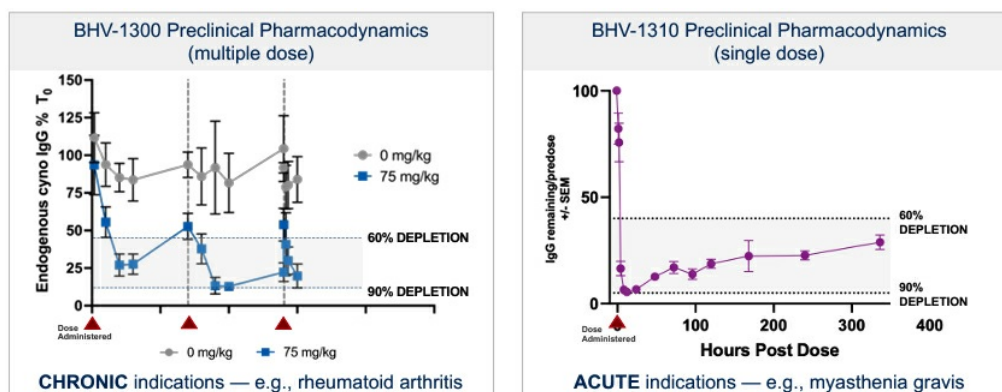 BHV-1300 Preclinical Pharmacodynamics
(multiple dose)
Endogenous cyno IgG % T₀
150
125
100
75
50
25
0
0 mg/kg
75 mg/kg
60% DEPLETION
90% DEPLETION
Dose
Administered
0 mg/kg
75 mg/kg
CHRONIC indications — e.g., rheumatoid arthritis
BHV-1310 Preclinical Pharmacodynamics
(single dose)
IgG remaining/predose
+/- SEM
100
50
0
60%
DEPLETION
90%
DEPLETION
Dose
Administered
100
200
300
400
Hours Post Dose
ACUTE indications — e.g., myasthenia gravis